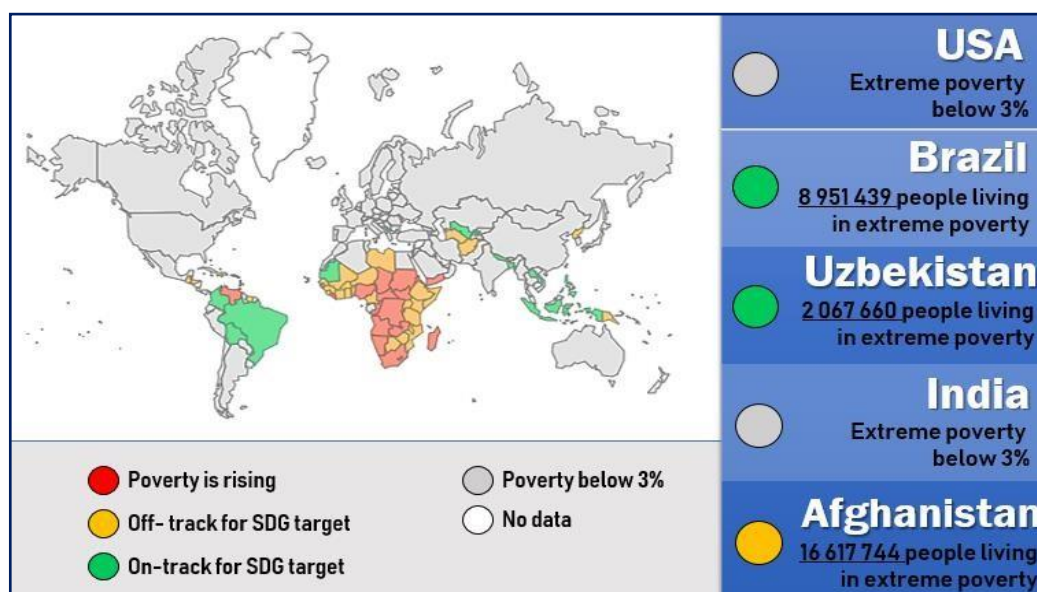 USA
Extreme poverty
below 3%
Brazil
8 951 439 people living
in extreme poverty
Uzbekistan
2 067 660 people living
in extreme poverty
India
Extreme poverty
below 3%
Afghanistan
16 617 744 people living
in extreme poverty
Poverty is rising
Off- track for SDG target
On-track for SDG target
Poverty below 3%
No data